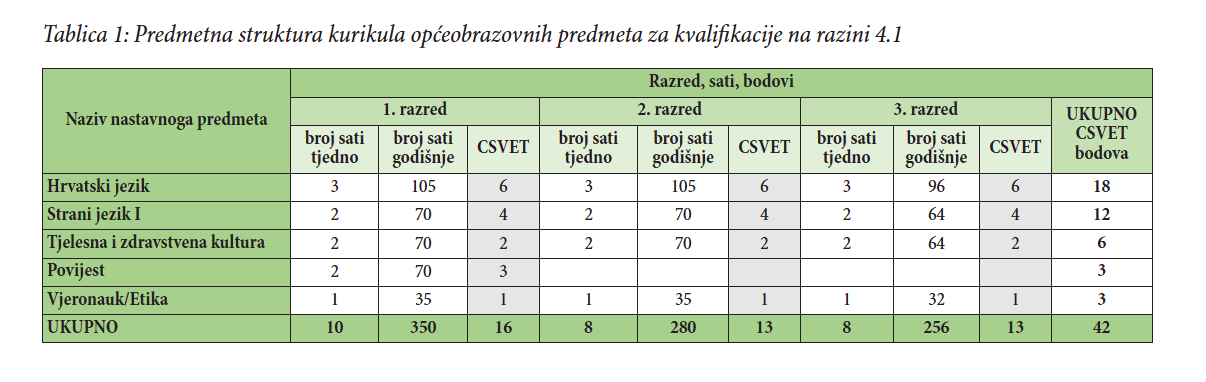 Tablica 1: Predmetna struktura kurikula općeobrazovnih predmeta za kvalifikacije na razini 4.1
Naziv nastavnoga predmeta
Razred, sati, bodovi
1. razred 2. razred 3. razred UKUPNO CSVET bodova
broj sati tjedno broj sati godišnje CSVET broj sati tjedno broj sati godišnje CSVET broj sati tjedno broj sati godišnje CSVET
Hrvatski jezik 3 105 6 3 105 6 3 96 6 18
Strani jezik I 2 70 4 2 70 4 2 64 4 12
Tjelesna i zdravstvena kultura 2 70 2 2 70 2 2 64 2 6
Povijest 2 70 3 3
Vjeronauk/Etika 1 35 1 1 35 1 1 32 1 3
UKUPNO 10 350 16 8 280 13 8 256 13 42